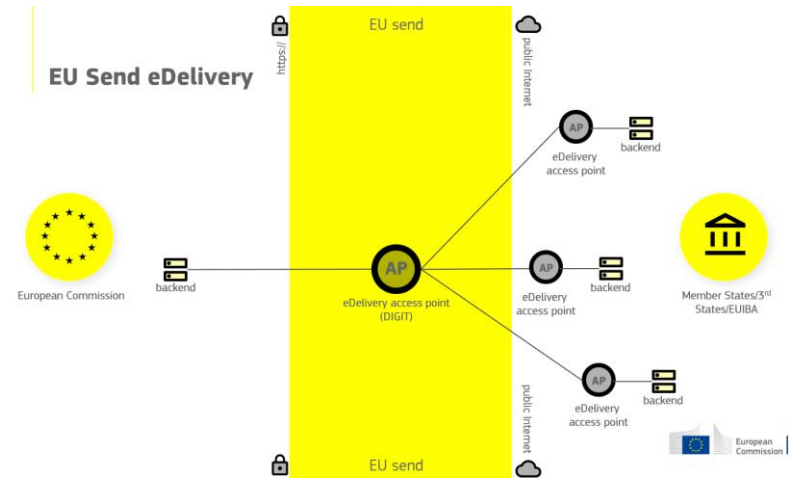 EU Send eDelivery
https://
EU send
public Internet
AP
eDelivery
access point
backend
European Commission
backend
AP
eDelivery access point
(DIGIT)
AP
eDelivery
access point
backend
Member States/3rd
States/EUIBA
AP
eDelivery
access point
backend
public Internet
EU send
European
Commission